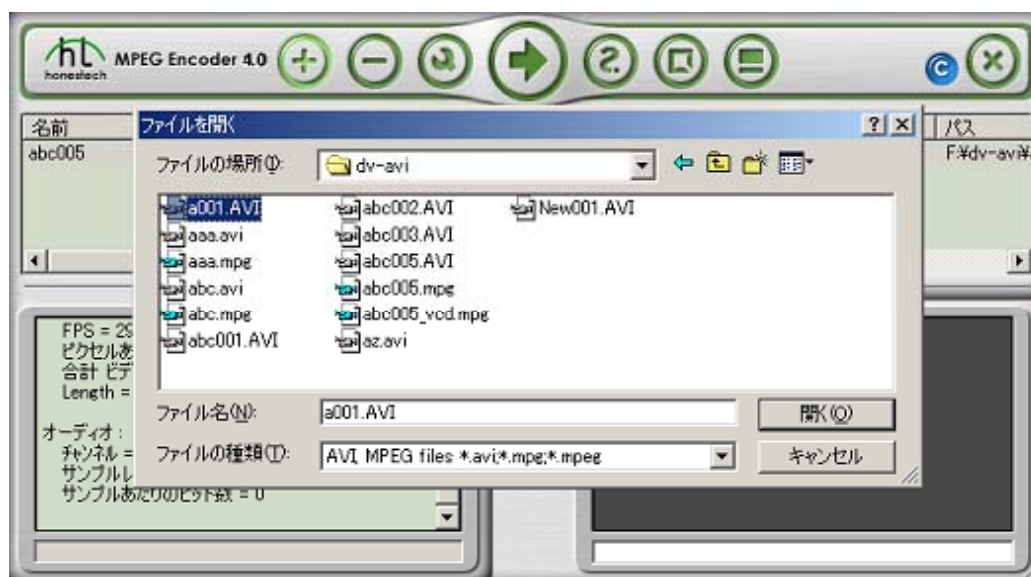 ht MPEG Encoder 4.0
honestech
名前
パス
abc005
F:¥dv-avi¥
ファイルを開く
ファイルの場所(I):
dv-avi
a001.AVI
aaa.avi
aaa.mpg
abc.avi
abc.mpg
abc001.AVI
abc002.AVI
abc003.AVI
abc005.AVI
abc005.mpg
abc005_vcd.mpg
az.avi
New001.AVI
ファイル名(N):
a001.AVI
開く(O)
ファイルの種類(T):
AVI, MPEG files *.avi;*.mpg;*.mpeg
キャンセル
FPS = 29
ピクセルあ
合計 ビデ
Length =
オーディオ :
チャンネル =
サンプルレ
サンプルあたりのビット数 = 0